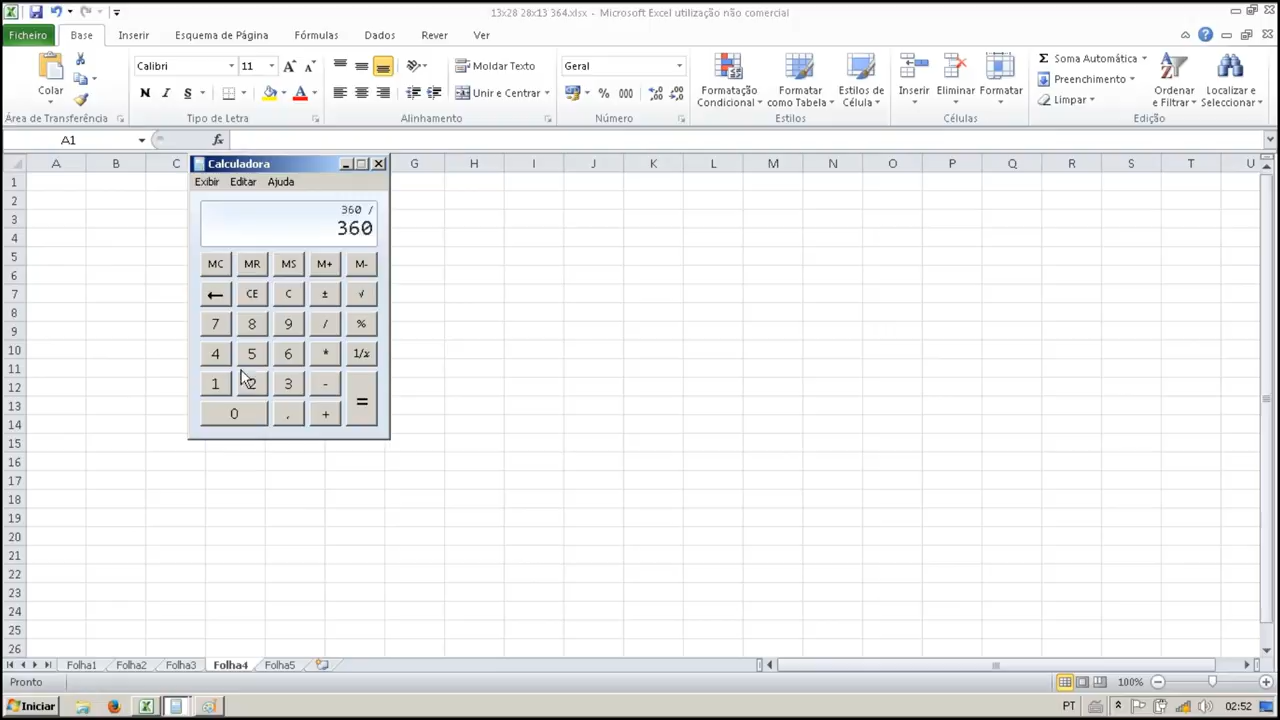 13x28 28x13 364.xlsx - Microsoft Excel utilização não comercial
Ficheiro Base Inserir Esquema de Página Fórmulas Dados Rever Ver
Colar
Calibri 11
N I S A
Moldar Texto
Unir e Centrar
Geral
% 000
Formatação Condicional
Formatar como Tabela
Estilos de Célula
Inserir Eliminar Formatar
Σ Soma Automática
Preenchimento
Limpar
Ordenar e Filtrar
Localizar e Seleccionar
Área de Transferência Tipo de Letra Alinhamento Número Estilos Células Edição
A1 fx
A B C G H I J K L M N O P Q R S T U
1
2
3
4
5
6
7
8
9
10
11
12
13
14
15
16
17
18
19
20
21
22
23
24
25
26
Calculadora
Exibir Editar Ajuda
360 /
360
MC MR MS M+ M-
← CE C ± √
7 8 9 / %
4 5 6 * 1/x
1 2 3 - =
0 , +
Folha1 Folha2 Folha3 Folha4 Folha5
Pronto 100%
Iniciar PT 02:52